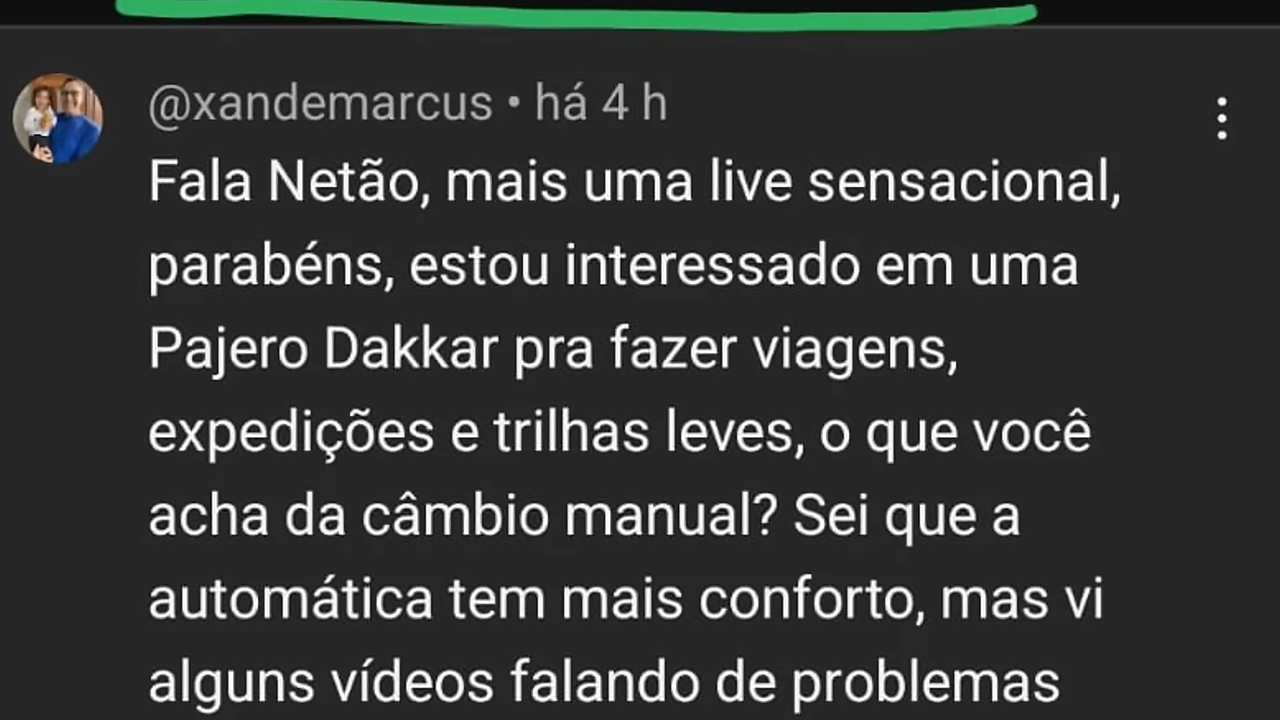 @xandemarcus • há 4 h
Fala Netão, mais uma live sensacional,
parabéns, estou interessado em uma
Pajero Dakkar pra fazer viagens,
expedições e trilhas leves, o que você
acha da câmbio manual? Sei que a
automática tem mais conforto, mas vi
alguns vídeos falando de problemas